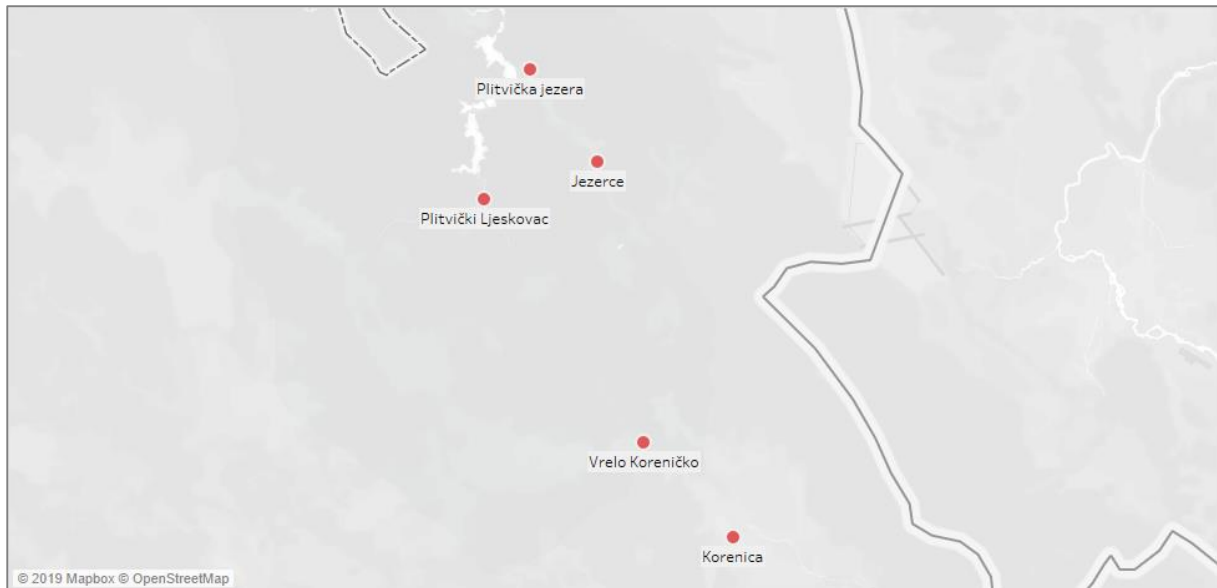 Plitvička jezera
Jezerce
Plitvički Ljeskovac
Vrelo Koreničko
Korenica
© 2019 Mapbox © OpenStreetMap